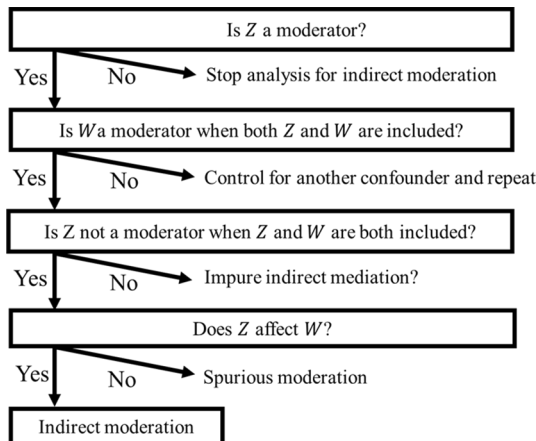 Is Z a moderator?
Yes No Stop analysis for indirect moderation
Is W a moderator when both Z and W are included?
Yes No Control for another confounder and repeat
Is Z not a moderator when Z and W are both included?
Yes No Impure indirect mediation?
Does Z affect W?
Yes No Spurious moderation
Indirect moderation